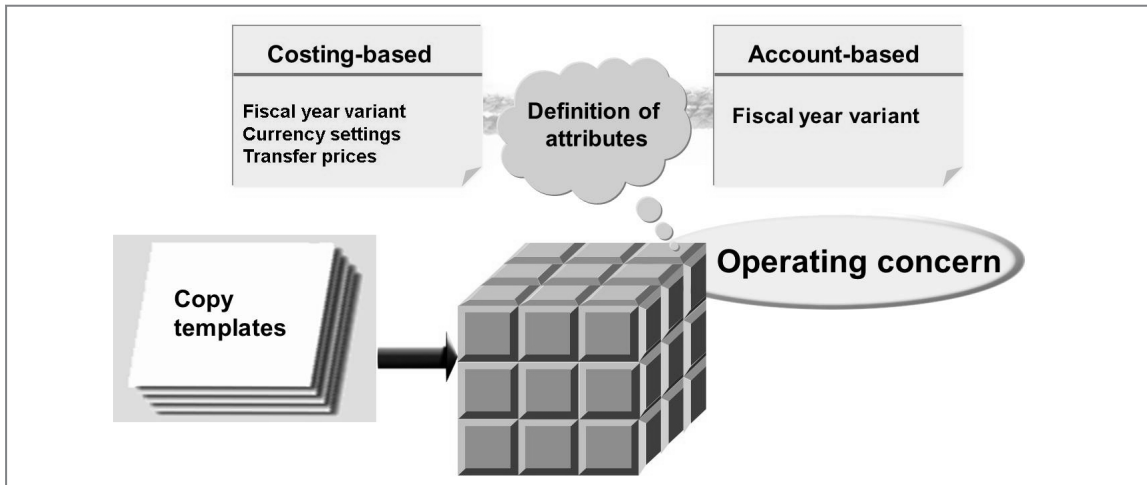 Costing-based
Fiscal year variant
Currency settings
Transfer prices
Definition of
attributes
Account-based
Fiscal year variant
Operating concern
Copy
templates